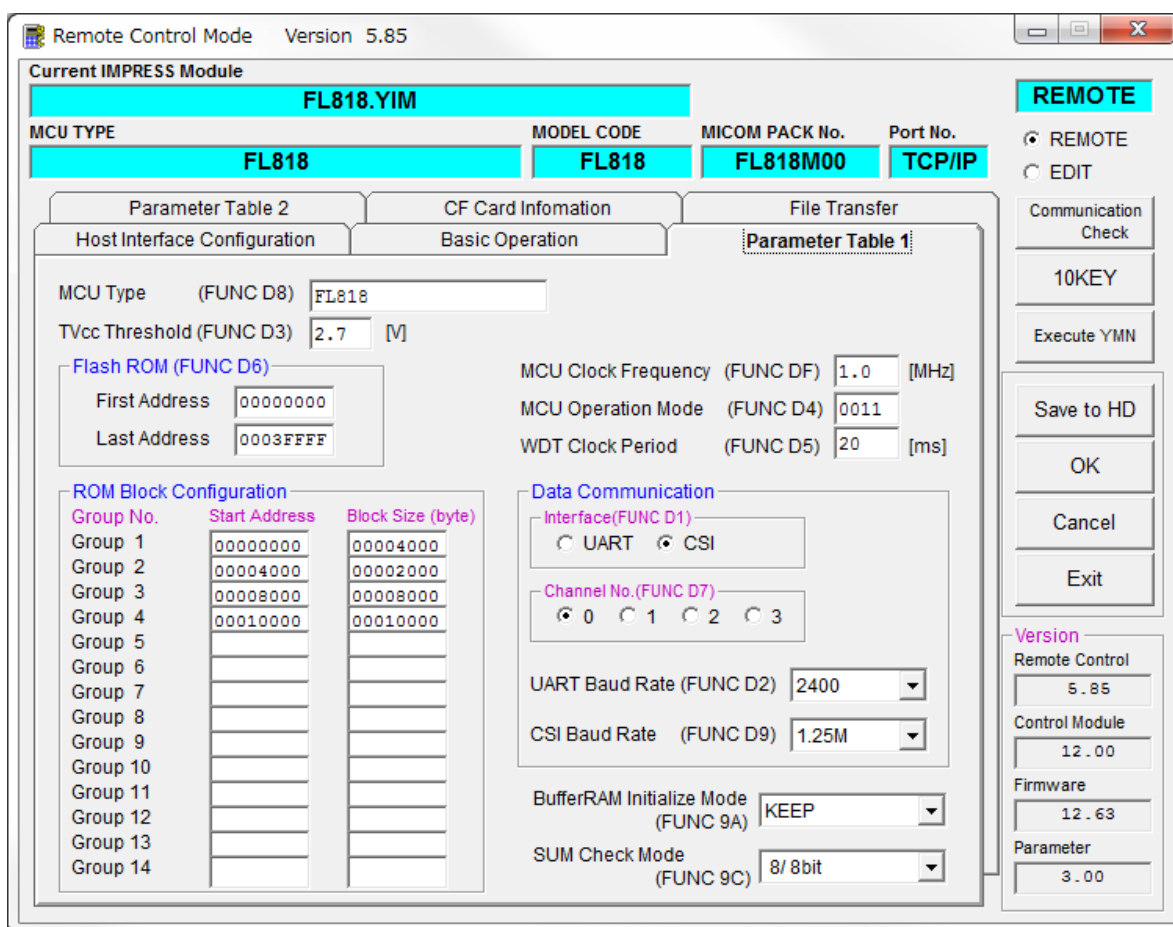 Remote Control Mode Version 5.85
Current IMPRESS Module
FL818.YIM
REMOTE
MCU TYPE MODEL CODE MICOM PACK No. Port No.
FL818 FL818 FL818M00 TCP/IP
REMOTE
EDIT
Parameter Table 2 CF Card Infomation File Transfer
Host Interface Configuration Basic Operation Parameter Table 1
Communication
Check
10KEY
Execute YMN
Save to HD
OK
Cancel
Exit
MCU Type (FUNC D8) FL818
TVcc Threshold (FUNC D3) 2.7 [V]
Flash ROM (FUNC D6)
First Address 00000000
Last Address 0003FFFF
MCU Clock Frequency (FUNC DF) 1.0 [MHz]
MCU Operation Mode (FUNC D4) 0011
WDT Clock Period (FUNC D5) 20 [ms]
ROM Block Configuration
Group No. Start Address Block Size (byte)
Group 1 00000000 00004000
Group 2 00004000 00002000
Group 3 00008000 00008000
Group 4 00010000 00010000
Group 5
Group 6
Group 7
Group 8
Group 9
Group 10
Group 11
Group 12
Group 13
Group 14
Data Communication
Interface(FUNC D1)
UART CSI
Channel No.(FUNC D7)
0 1 2 3
UART Baud Rate (FUNC D2) 2400
CSI Baud Rate (FUNC D9) 1.25M
BufferRAM Initialize Mode
(FUNC 9A) KEEP
SUM Check Mode
(FUNC 9C) 8/ 8bit
Version
Remote Control
5.85
Control Module
12.00
Firmware
12.63
Parameter
3.00